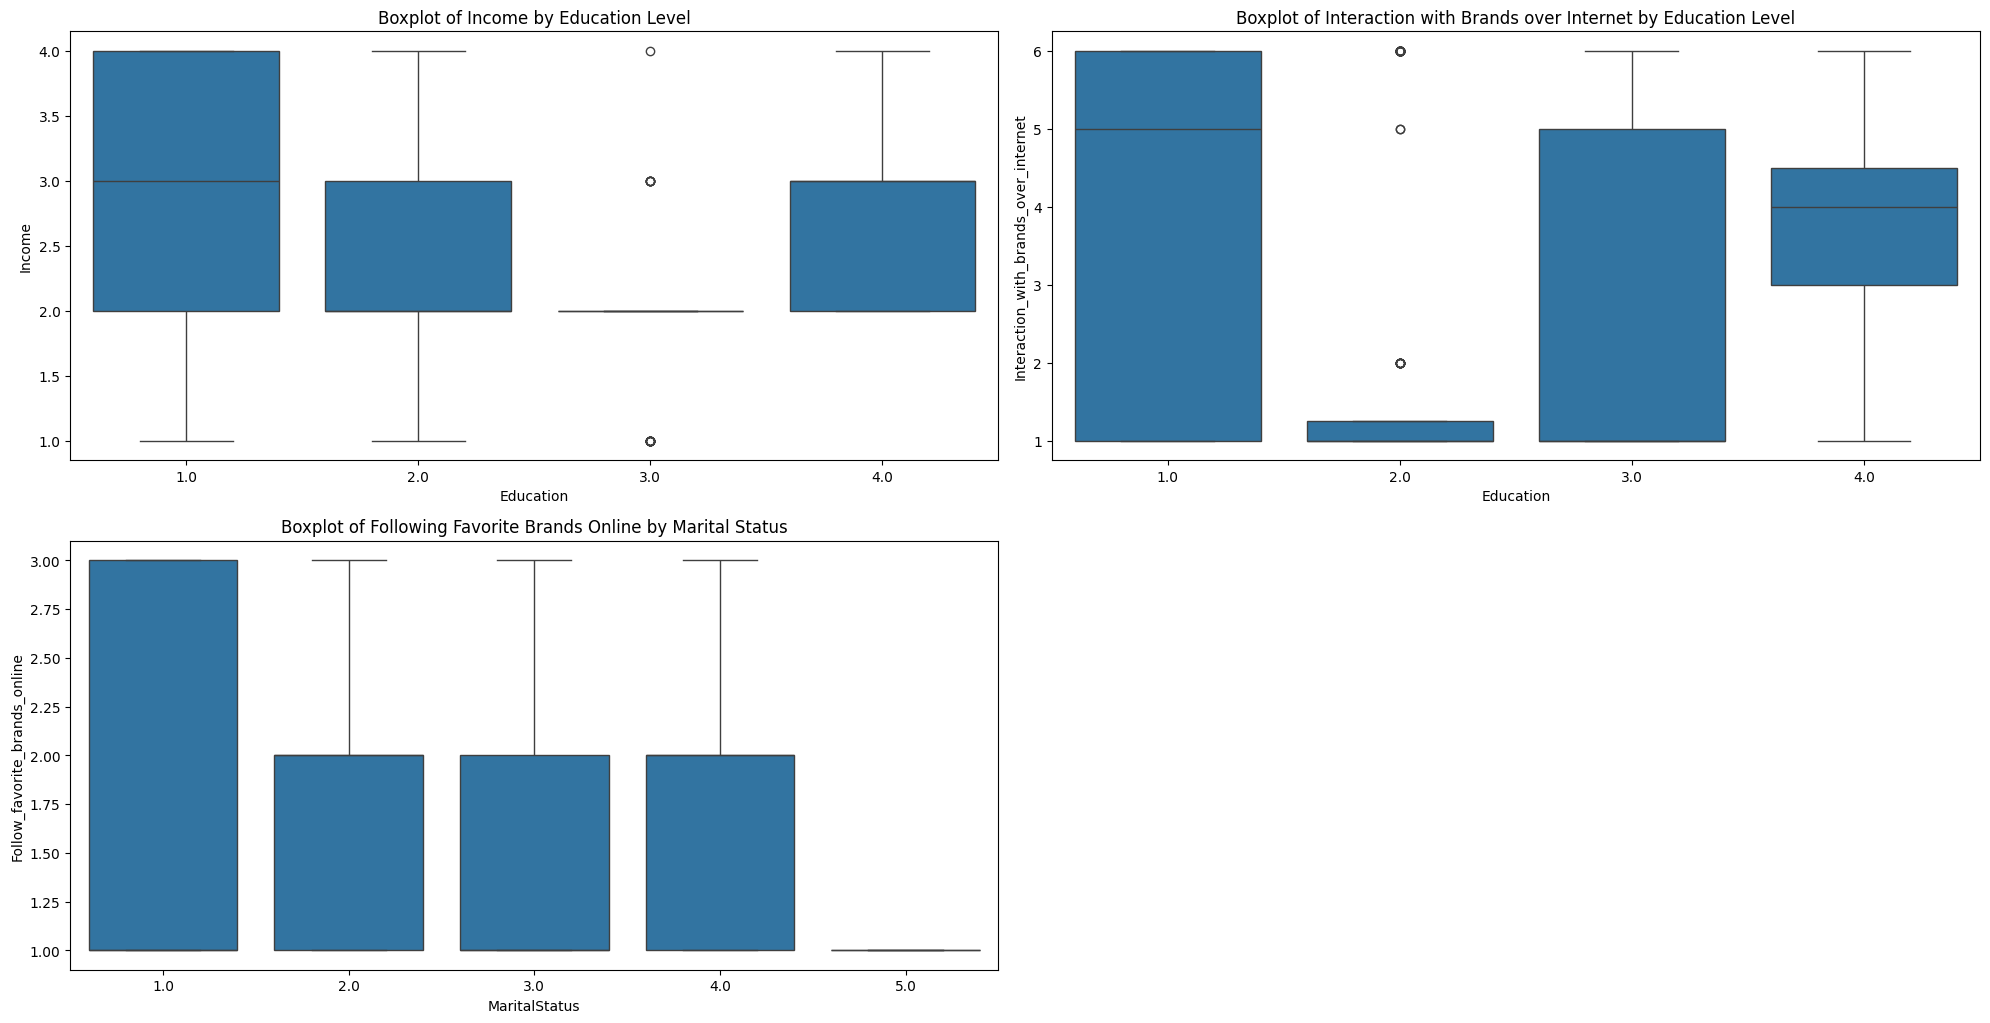 Boxplot of Income by Education Level
Income
4.0
3.5
3.0
2.5
2.0
1.5
1.0
1.0 2.0 3.0 4.0
Education
Boxplot of Interaction with Brands over Internet by Education Level
Interaction_with_brands_over_internet
6
5
4
3
2
1
1.0 2.0 3.0 4.0
Education
Boxplot of Following Favorite Brands Online by Marital Status
Follow_favorite_brands_online
3.00
2.75
2.50
2.25
2.00
1.75
1.50
1.25
1.00
1.0 2.0 3.0 4.0 5.0
MaritalStatus